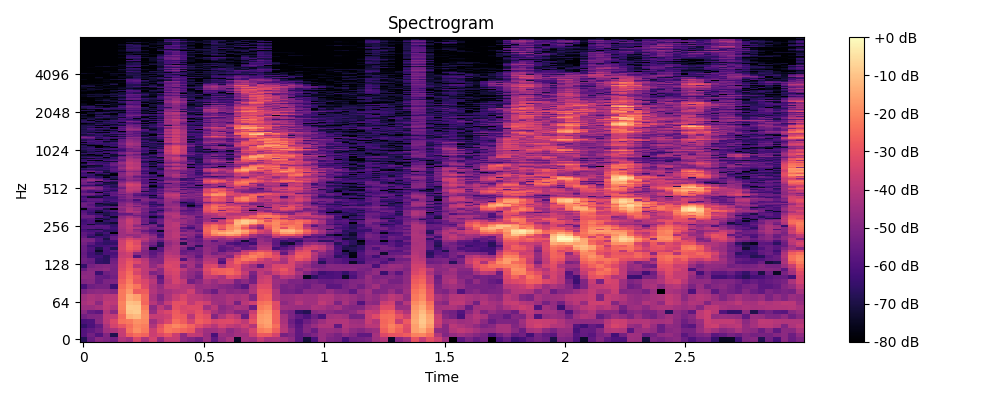 Spectrogram
Hz
4096
2048
1024
512
256
128
64
0
0
0.5
1
1.5
2
2.5
Time
+0 dB
-10 dB
-20 dB
-30 dB
-40 dB
-50 dB
-60 dB
-70 dB
-80 dB